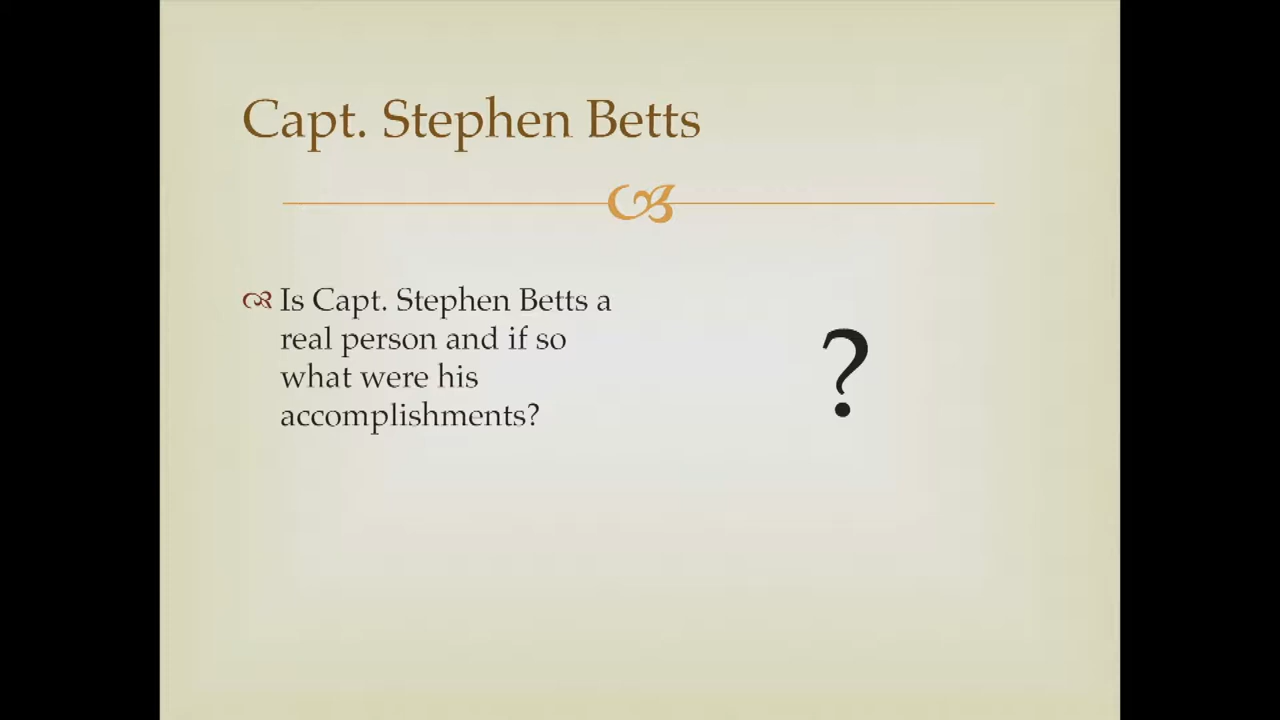 Capt. Stephen Betts
Is Capt. Stephen Betts a
real person and if so
what were his
accomplishments?
?